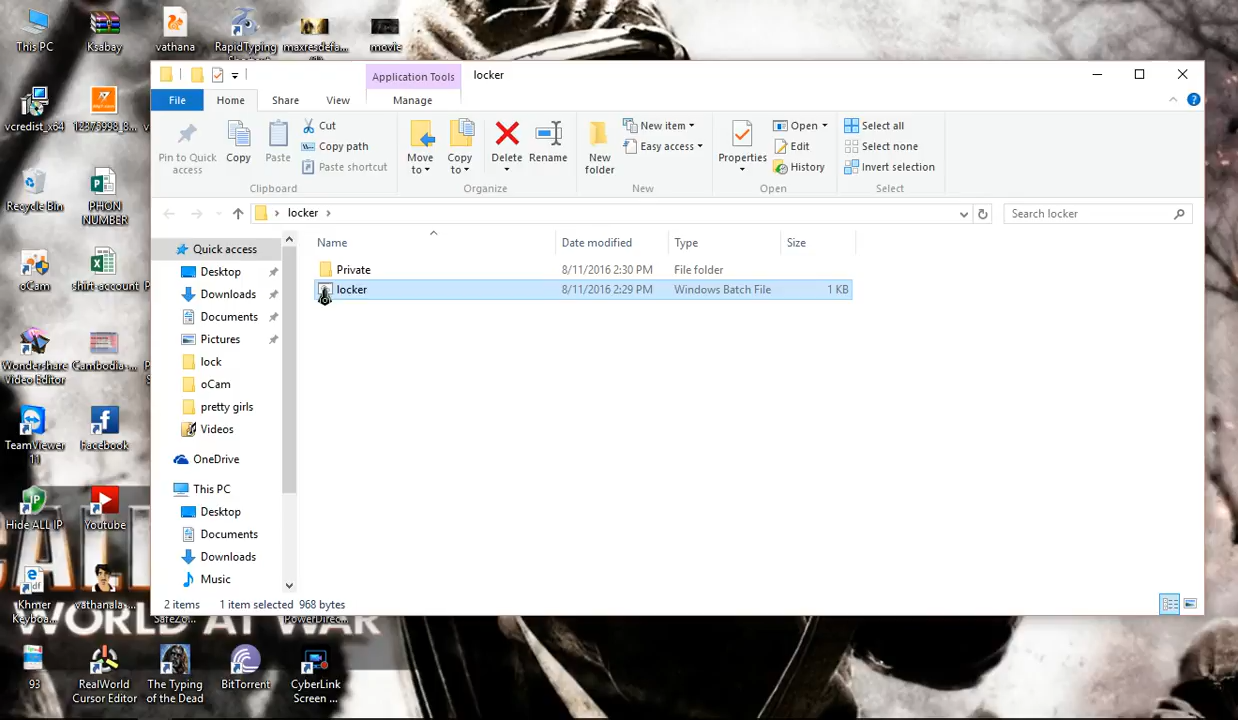 This PC
Ksabay
vathana
RapidTyping
maxresdefa...
movie
vcredist_x64
12375998_8...
Recycle Bin
PHON
NUMBER
oCam
shirt-account
Wondershare
Video Editor
Cambodia-...
TeamViewer
11
Facebook
Hide ALL IP
Youtube
Khmer
Keyboa...
vathanala-...
SafeZo...
PowerDirec...
93
RealWorld
Cursor Editor
The Typing
of the Dead
BitTorrent
CyberLink
Screen ...
WORLD AT WAR
Application Tools
locker
File
Home
Share
View
Manage
Pin to Quick
access
Copy
Paste
Cut
Copy path
Paste shortcut
Clipboard
Move
to
Copy
to
Delete
Rename
Organize
New
folder
New item
Easy access
New
Properties
Open
Edit
History
Open
Select all
Select none
Invert selection
Select
locker
Search locker
Quick access
Desktop
Downloads
Documents
Pictures
lock
oCam
pretty girls
Videos
OneDrive
This PC
Desktop
Documents
Downloads
Music
Name Date modified Type Size
Private 8/11/2016 2:30 PM File folder
locker 8/11/2016 2:29 PM Windows Batch File 1 KB
2 items 1 item selected 968 bytes